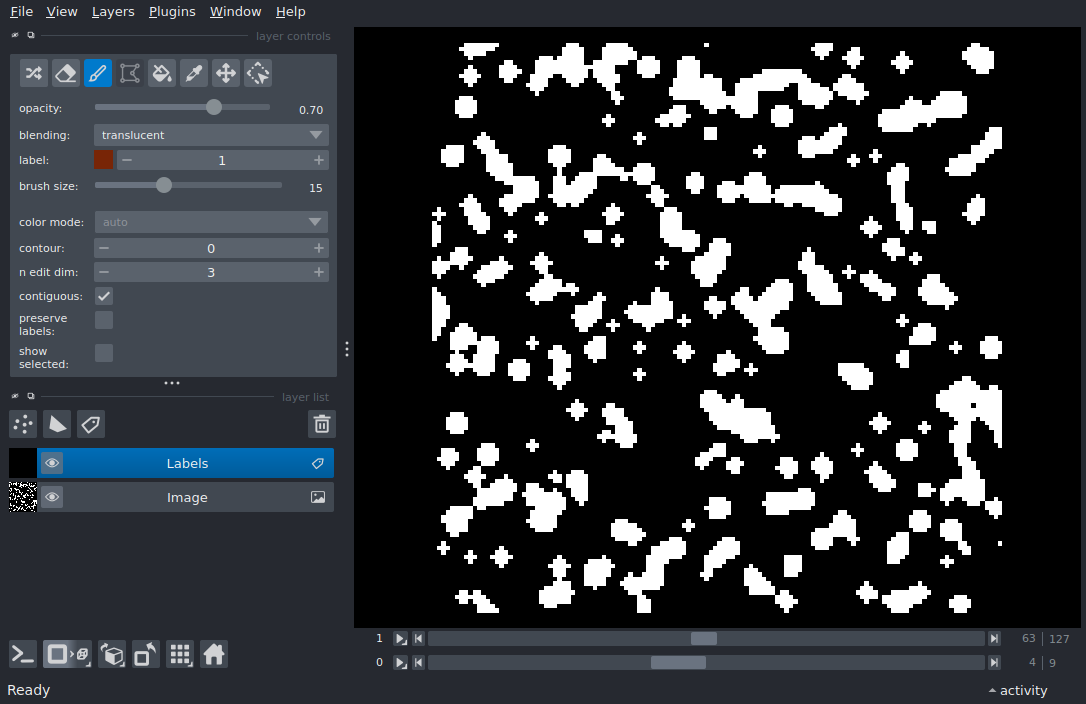 File View Layers Plugins Window Help
layer controls
opacity: 0.70
blending: translucent
label: 1
brush size: 15
color mode: auto
contour: 0
n edit dim: 3
contiguous:
preserve
labels:
show
selected:
layer list
Labels
Image
1 63 127
0 4 9
Ready activity